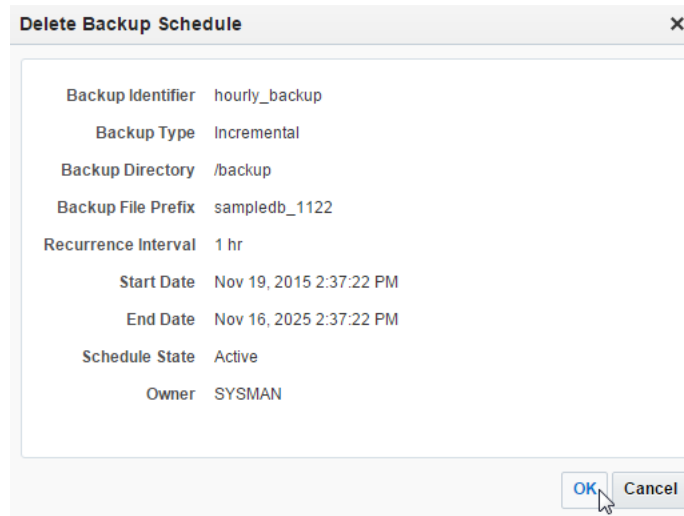 Delete Backup Schedule
Backup Identifier hourly_backup
Backup Type Incremental
Backup Directory /backup
Backup File Prefix sampledb_1122
Recurrence Interval 1 hr
Start Date Nov 19, 2015 2:37:22 PM
End Date Nov 16, 2025 2:37:22 PM
Schedule State Active
Owner SYSMAN
OK Cancel